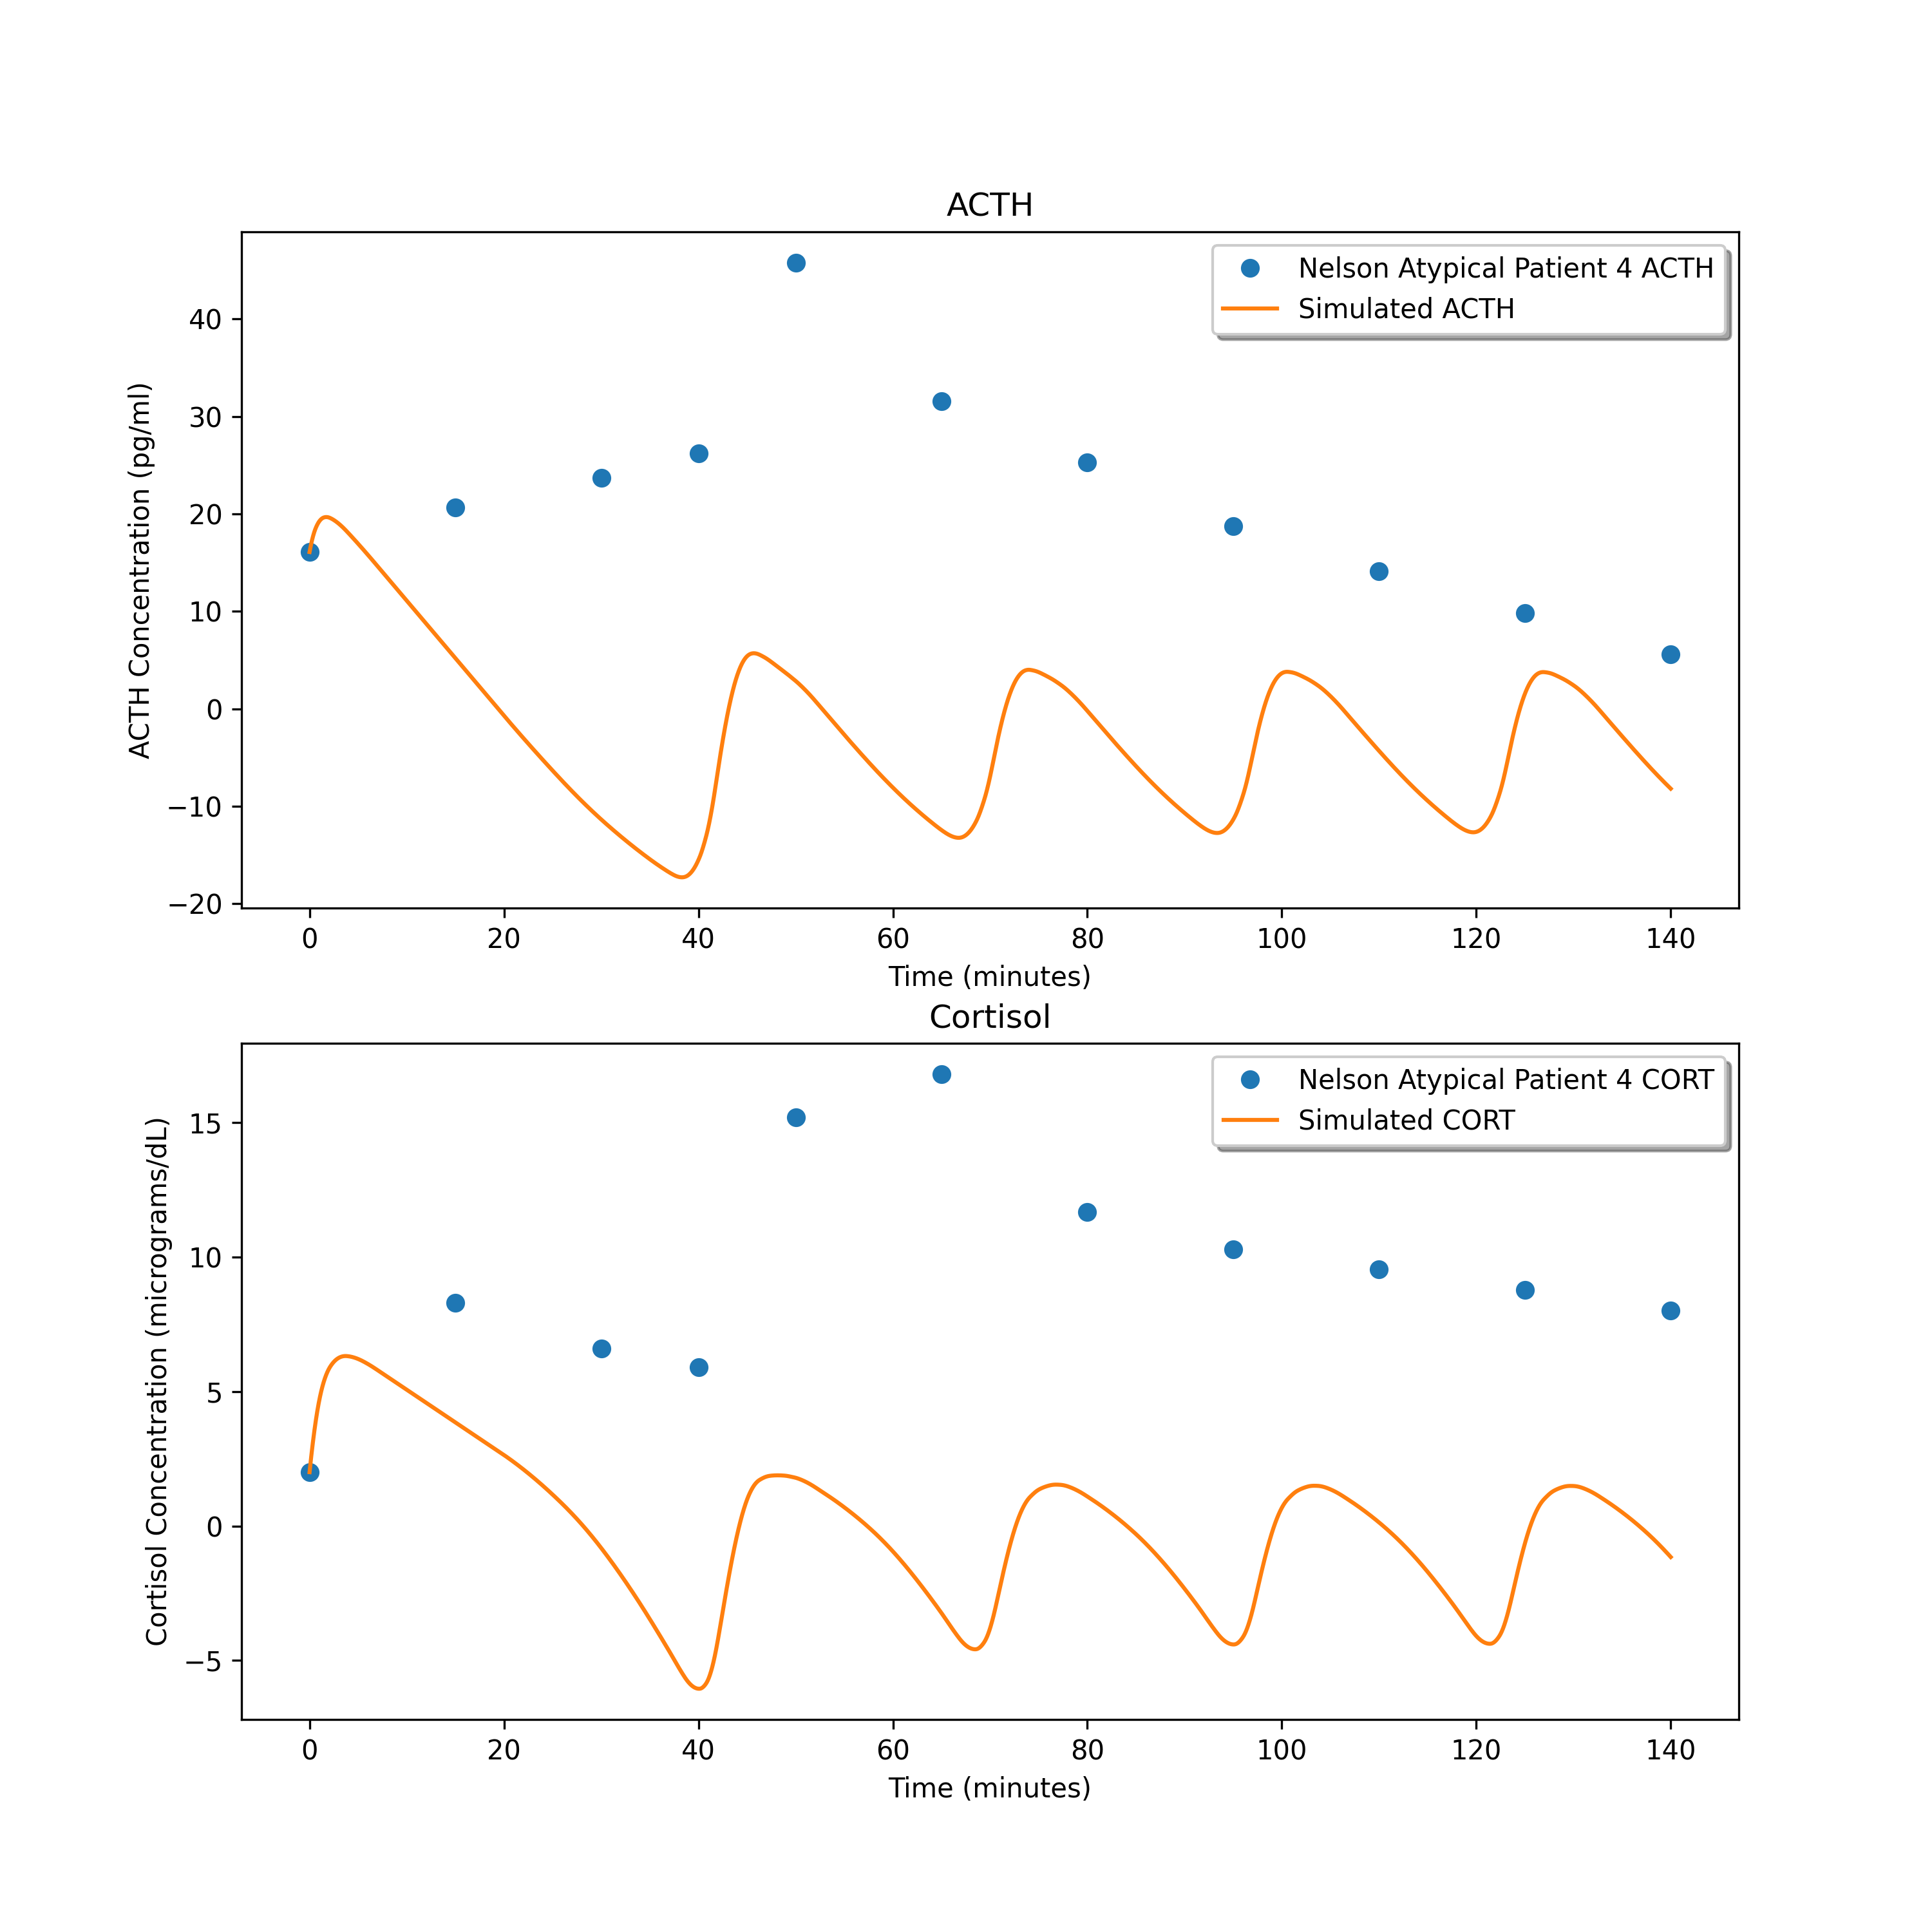 ACTH
Nelson Atypical Patient 4 ACTH
Simulated ACTH
ACTH Concentration (pg/ml)
40
30
20
10
0
−10
−20
0 20 40 60 80 100 120 140
Time (minutes)
Cortisol
Nelson Atypical Patient 4 CORT
Simulated CORT
Cortisol Concentration (micrograms/dL)
15
10
5
0
−5
0 20 40 60 80 100 120 140
Time (minutes)